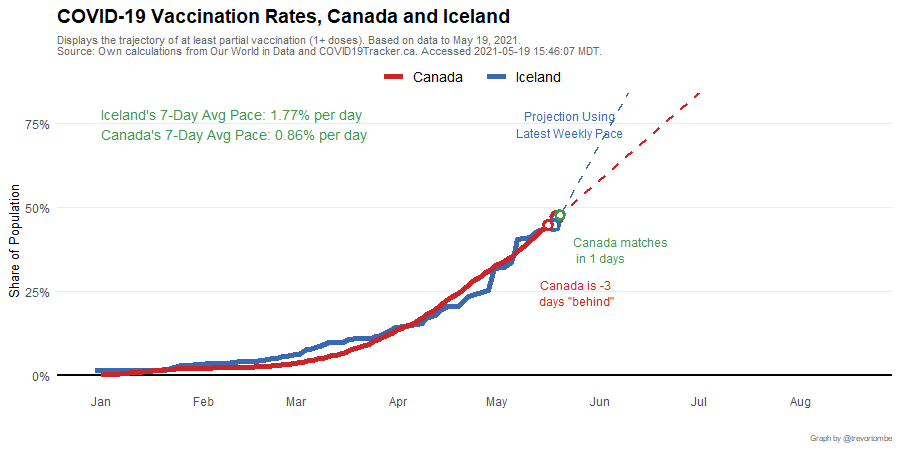 COVID-19 Vaccination Rates, Canada and Iceland
Displays the trajectory of at least partial vaccination (1+ doses). Based on data to May 19, 2021.
Source: Own calculations from Our World in Data and COVID19Tracker.ca. Accessed 2021-05-19 15:46:07 MDT.
Canada Iceland
Iceland's 7-Day Avg Pace: 1.77% per day
Canada's 7-Day Avg Pace: 0.86% per day
Projection Using
Latest Weekly Pace
Canada matches
in 1 days
Canada is -3
days "behind"
Share of Population
75%
50%
25%
0%
Jan Feb Mar Apr May Jun Jul Aug
Graph by @trevortombe